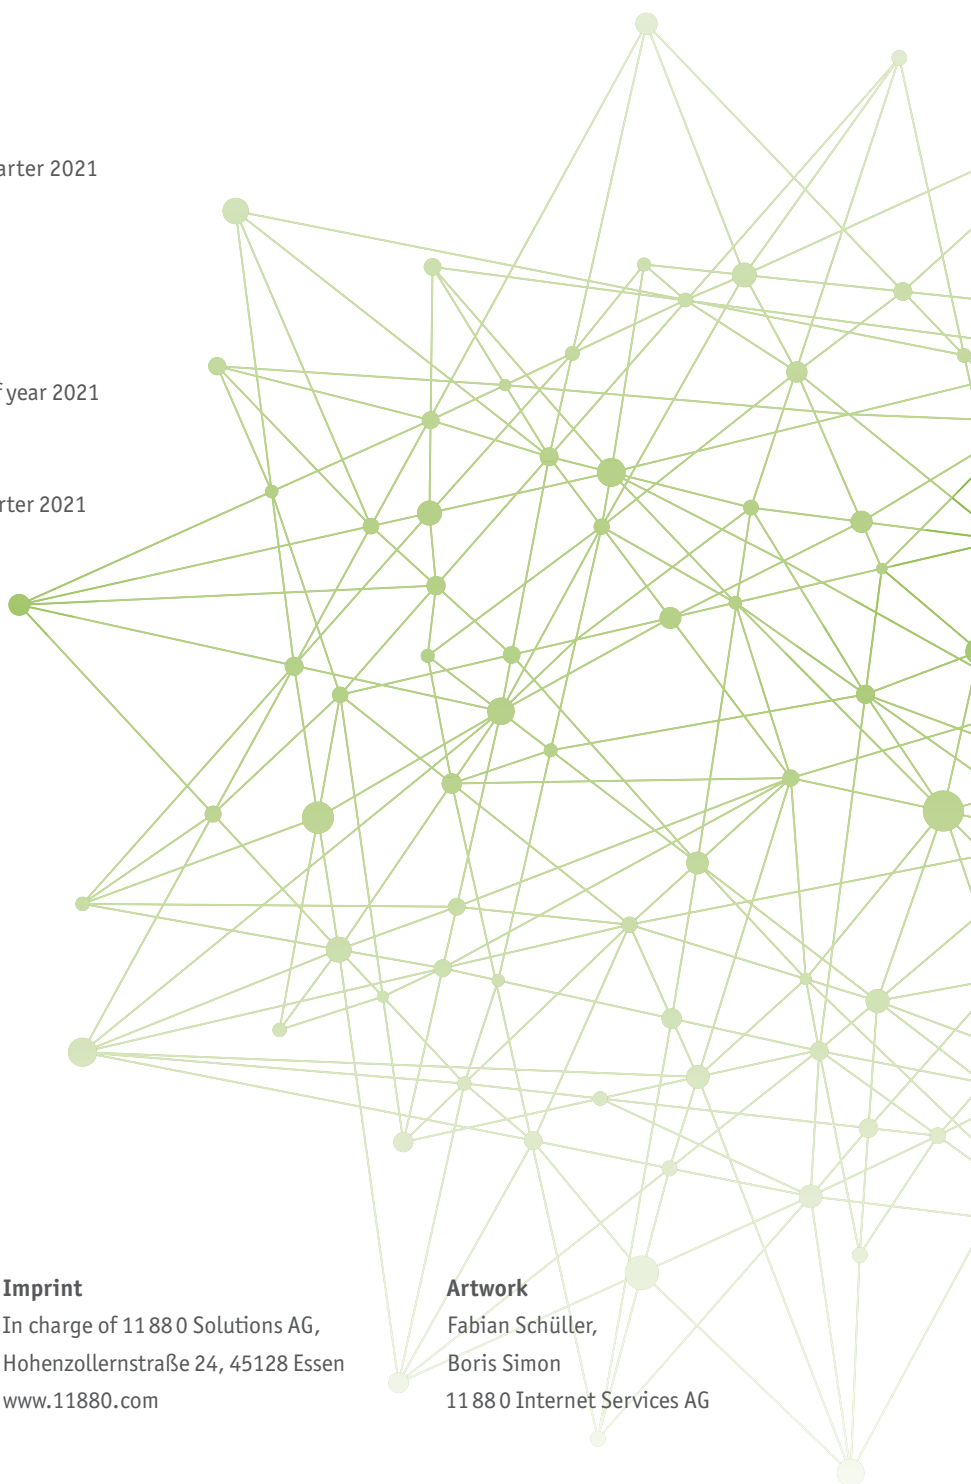 arter 2021
f year 2021
rter 2021
Imprint
In charge of 11 88 0 Solutions AG,
Hohenzollernstraße 24, 45128 Essen
www.11880.com
Artwork
Fabian Schüller,
Boris Simon
11 88 0 Internet Services AG